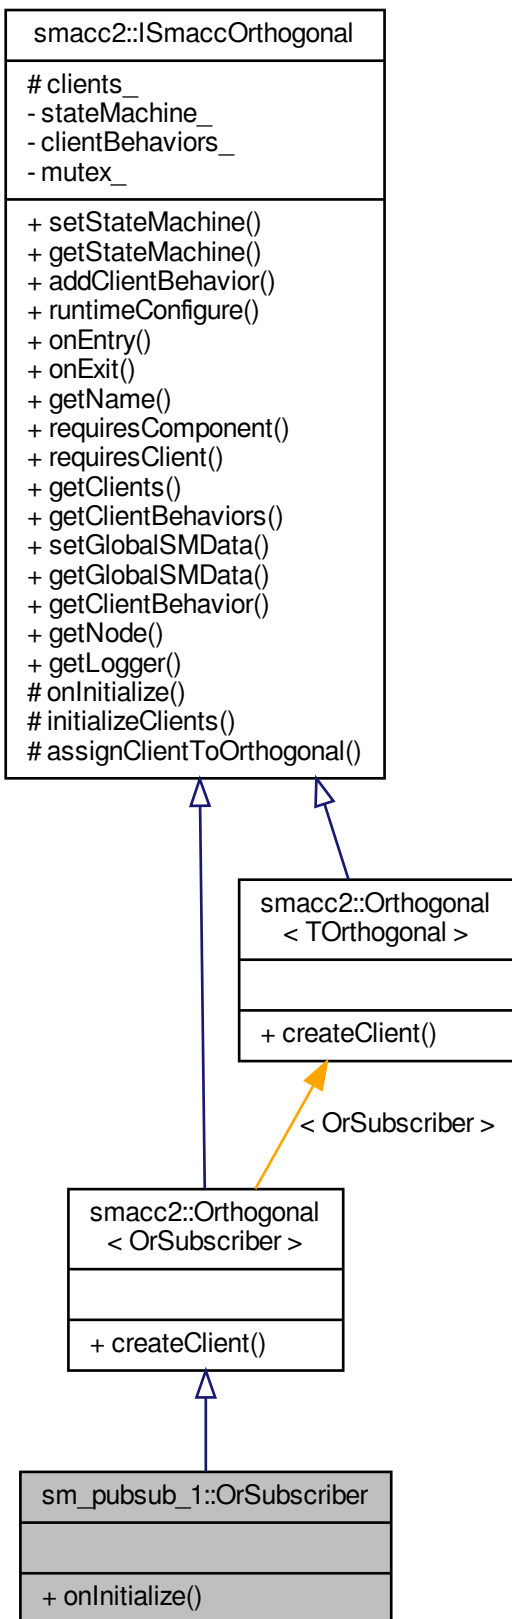 smacc2::ISmaccOrthogonal
# clients_
- stateMachine_
- clientBehaviors_
- mutex_
+ setStateMachine()
+ getStateMachine()
+ addClientBehavior()
+ runtimeConfigure()
+ onEntry()
+ onExit()
+ getName()
+ requiresComponent()
+ requiresClient()
+ getClients()
+ getClientBehaviors()
+ setGlobalSMData()
+ getGlobalSMData()
+ getClientBehavior()
+ getNode()
+ getLogger()
# onInitialize()
# initializeClients()
# assignClientToOrthogonal()
smacc2::Orthogonal
< TOrthogonal >
+ createClient()
< OrSubscriber >
smacc2::Orthogonal
< OrSubscriber >
+ createClient()
sm_pubsub_1::OrSubscriber
+ onInitialize()